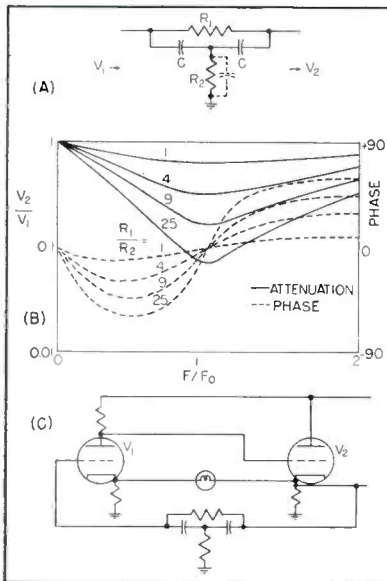 R1
C C
V1 → R2 → V2
(A)
1 +90
1
4
9
25
V2/V1
R1/R2 =
1
4
9
25
0.1 0
PHASE
ATTENUATION
PHASE
(B)
0.01 -90
0 1 2
F/F0
(C)
V1
V2